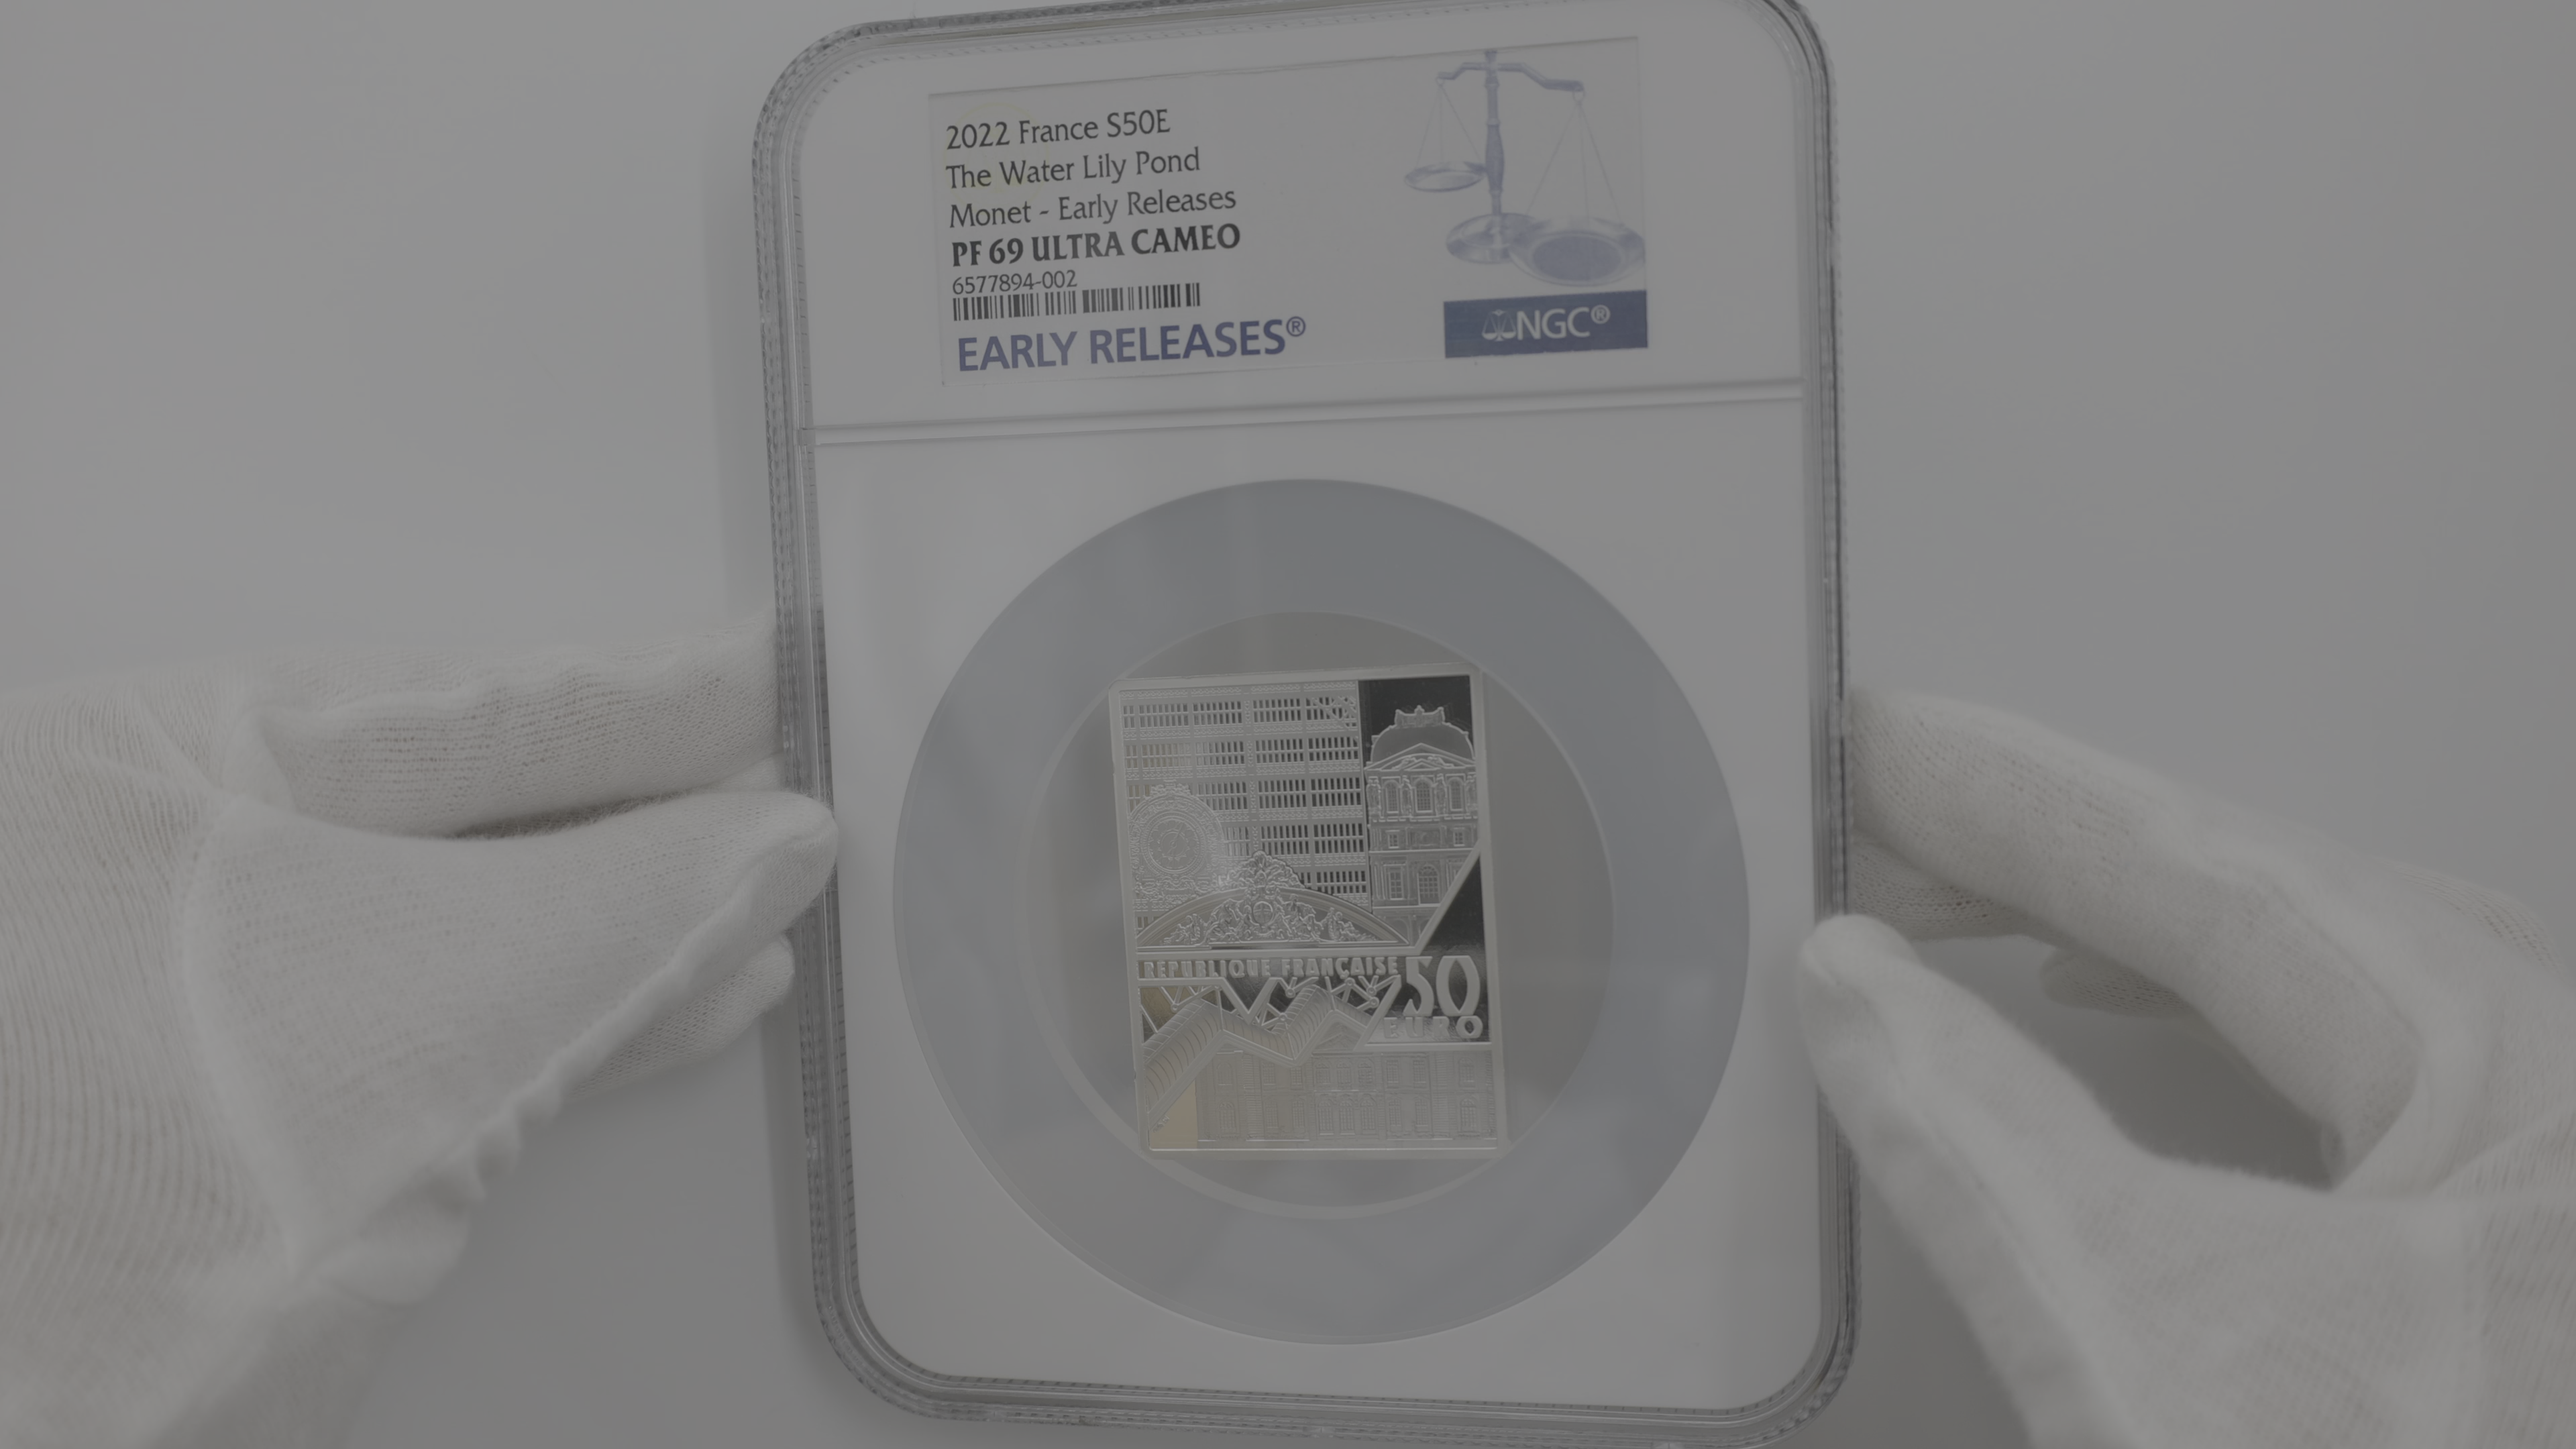 2022 France S50E
The Water Lily Pond
Monet - Early Releases
PF 69 ULTRA CAMEO
6577894-002
EARLY RELEASES®
NGC®
REPUBLIQUE FRANÇAISE
50
EURO